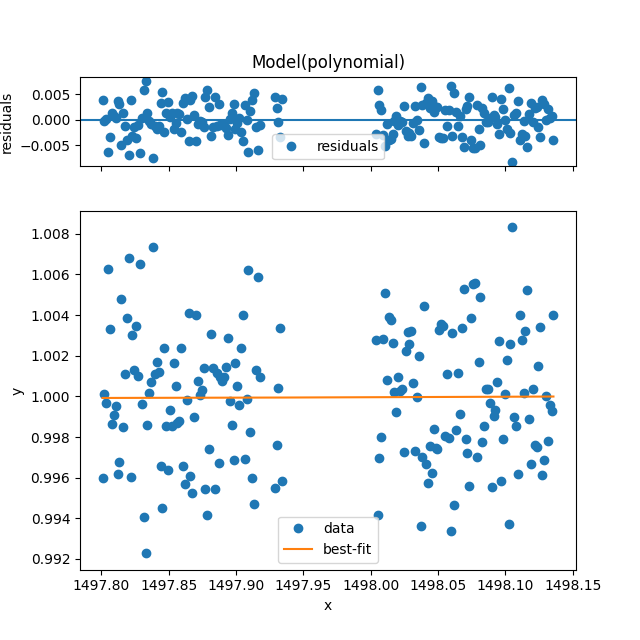 Model(polynomial)
residuals
0.005
0.000
−0.005
residuals
y
1.008
1.006
1.004
1.002
1.000
0.998
0.996
0.994
0.992
data
best-fit
1497.80 1497.85 1497.90 1497.95 1498.00 1498.05 1498.10 1498.15
x